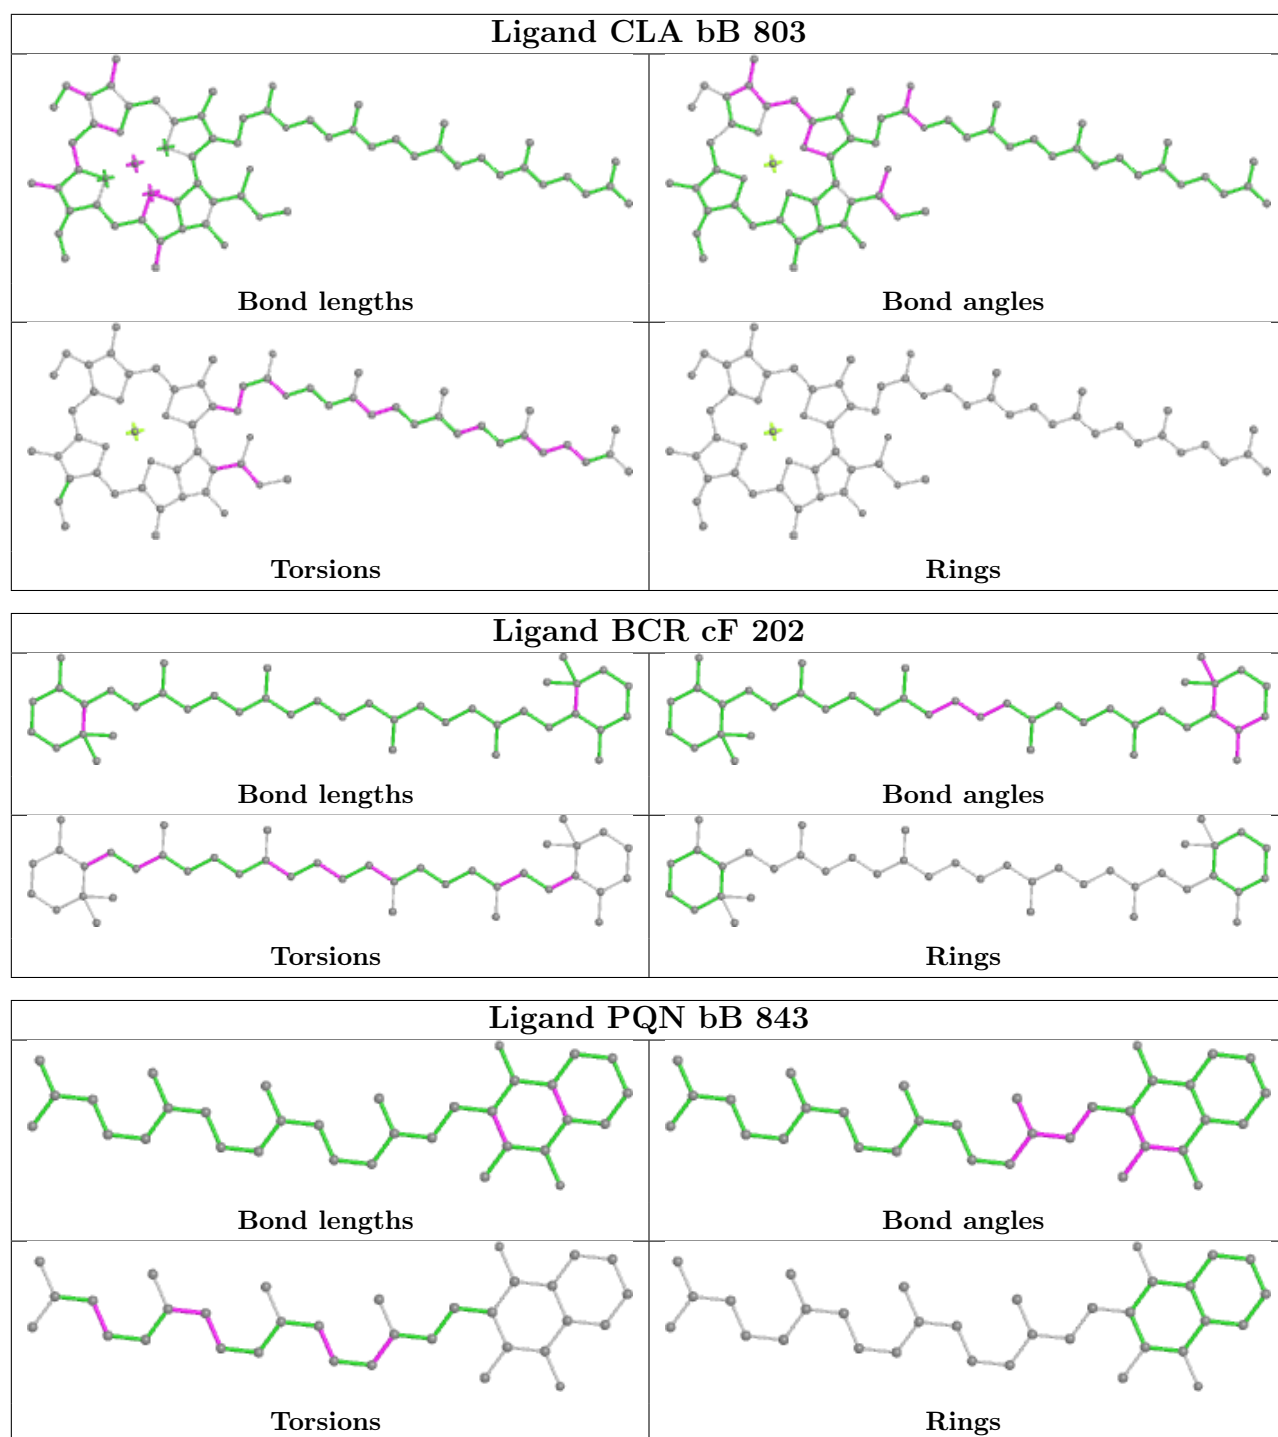 Ligand CLA bB 803
Bond lengths
Bond angles
Torsions
Rings
Ligand BCR cF 202
Bond lengths
Bond angles
Torsions
Rings
Ligand PQN bB 843
Bond lengths
Bond angles
Torsions
Rings